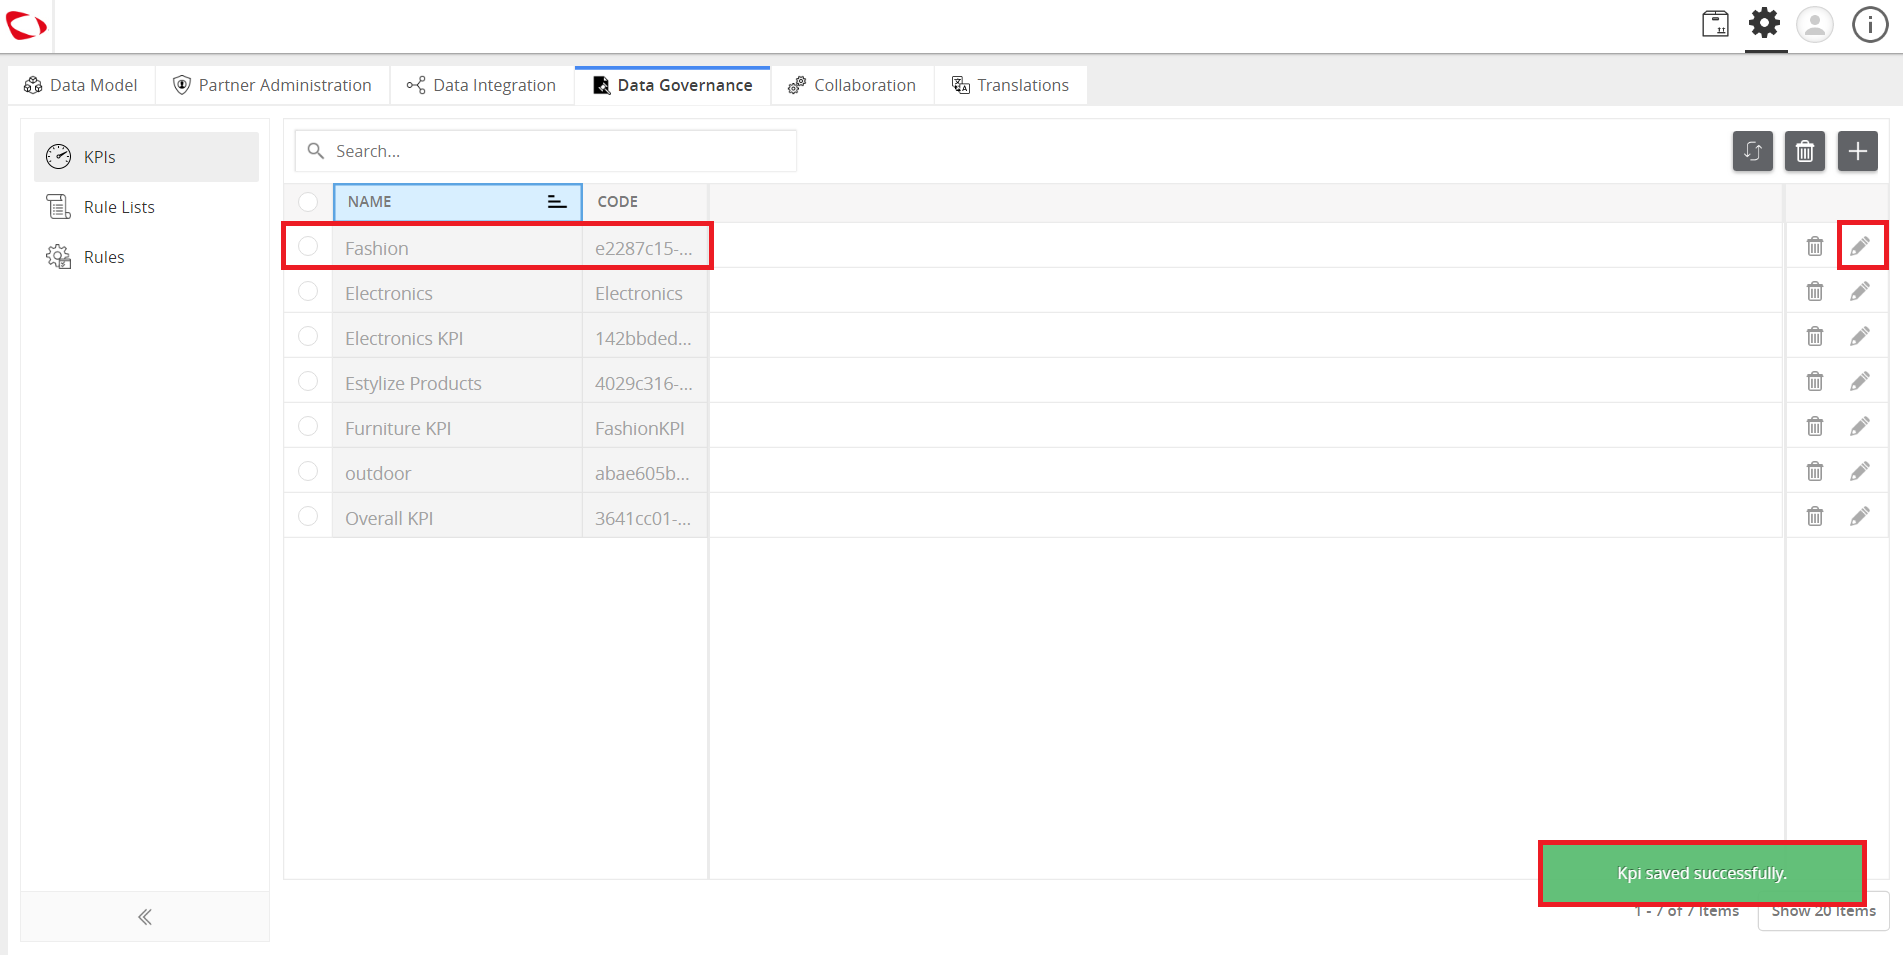 Data Model
Partner Administration
Data Integration
Data Governance
Collaboration
Translations
KPIs
Rule Lists
Rules
Search...
NAME CODE
Fashion e2287c15-...
Electronics Electronics
Electronics KPI 142bbded...
Estylize Products 4029c316-...
Furniture KPI FashionKPI
outdoor abae605b...
Overall KPI 3641cc01-...
Kpi saved successfully.
1 - 7 of 7 Items
Show 20 Items